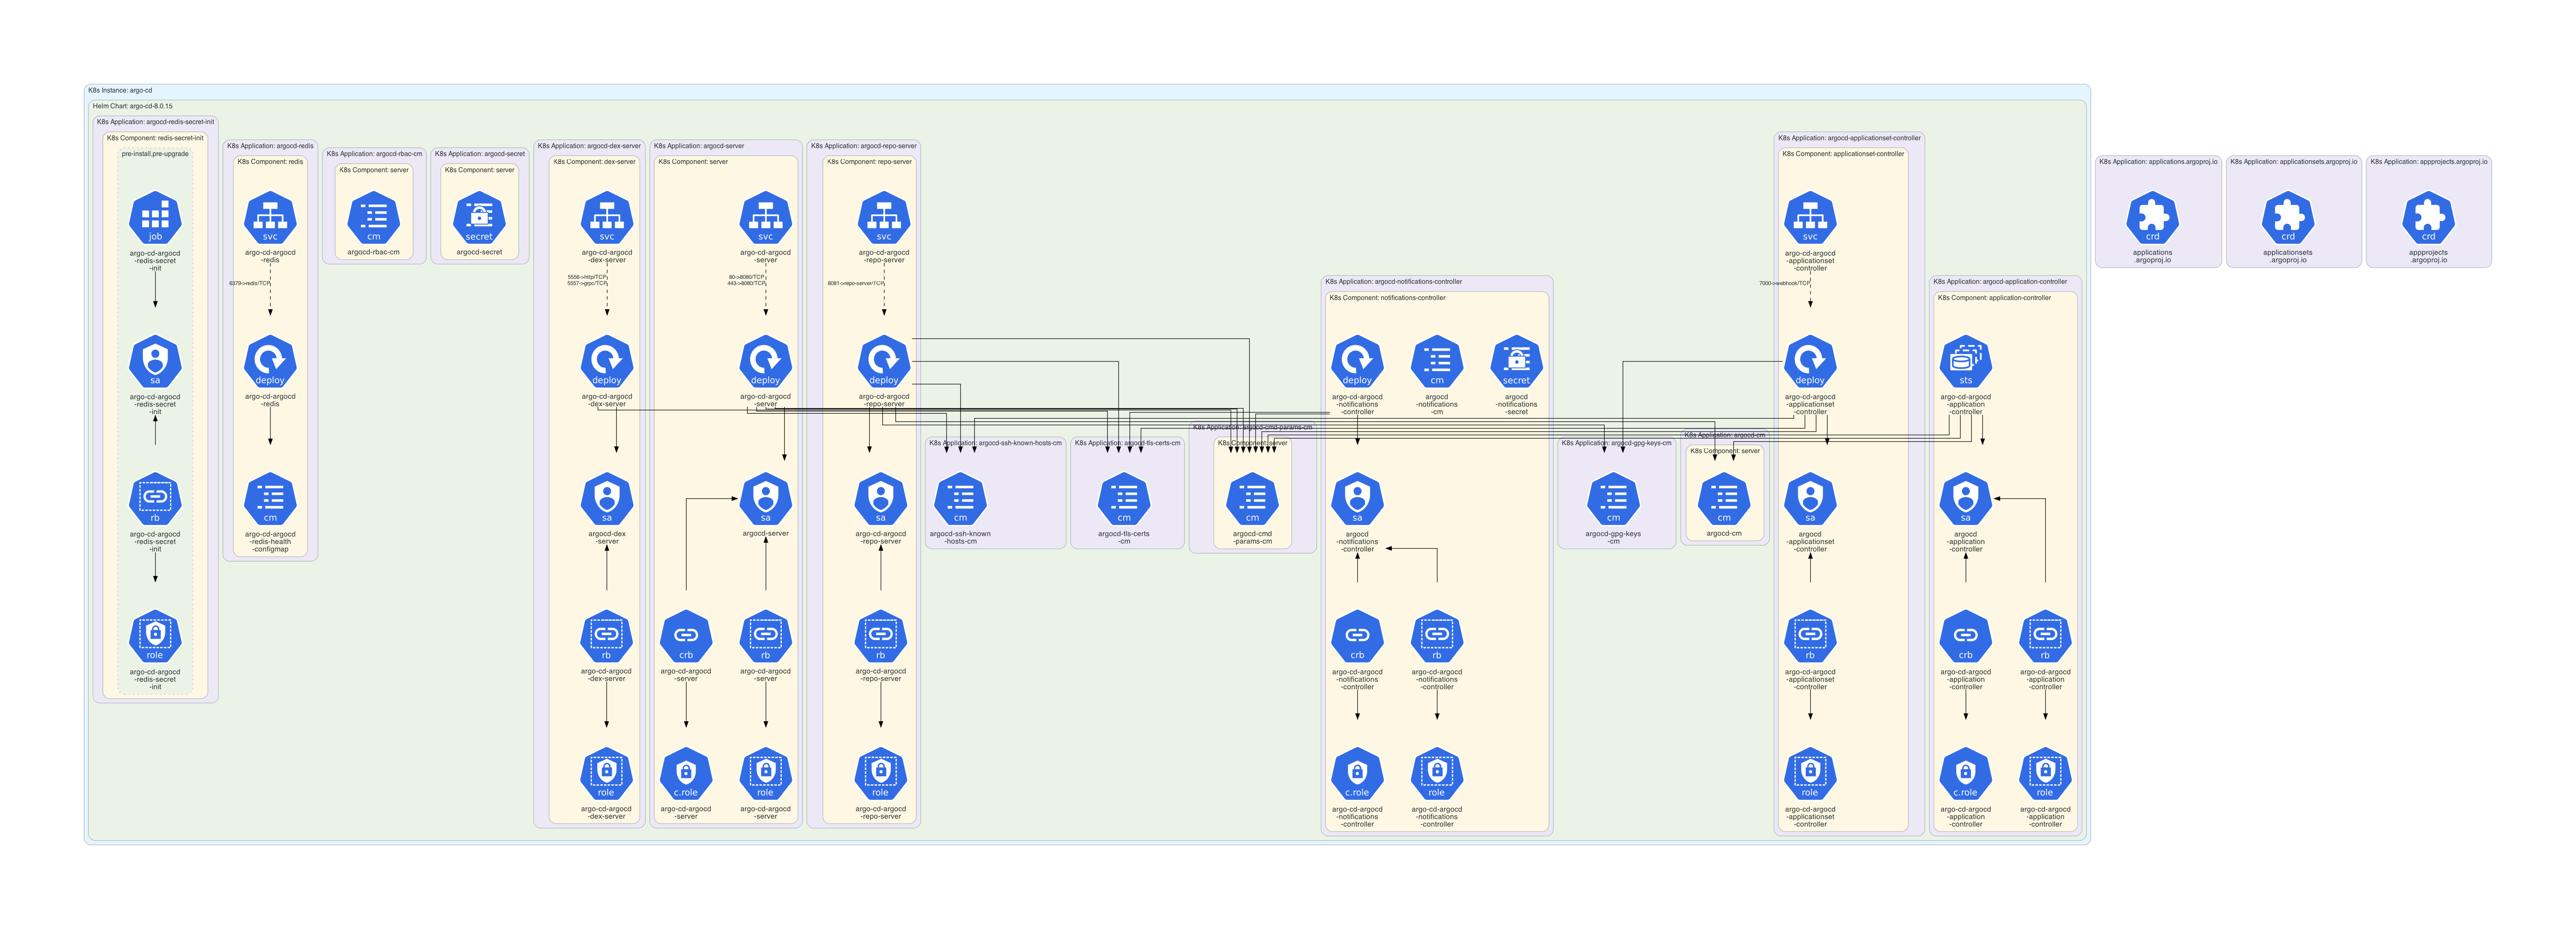 K8s Instance: argo-cd
Helm Chart: argo-cd-8.0.15
K8s Application: argocd-redis-secret-init
K8s Component: redis-secret-init
pre-install,pre-upgrade
job
argo-cd-argocd
-redis-secret
-init
sa
argo-cd-argocd
-redis-secret
-init
rb
argo-cd-argocd
-redis-secret
-init
role
argo-cd-argocd
-redis-secret
-init
K8s Application: argocd-redis
K8s Component: redis
svc
argo-cd-argocd
-redis
6379->redis/TCP
deploy
argo-cd-argocd
-redis
cm
argo-cd-argocd
-redis-health
-configmap
K8s Application: argocd-rbac-cm
K8s Component: server
cm
argocd-rbac-cm
K8s Application: argocd-secret
K8s Component: server
secret
argocd-secret
K8s Application: argocd-dex-server
K8s Component: dex-server
svc
argo-cd-argocd
-dex-server
5556->http/TCP
5557->grpc/TCP
deploy
argo-cd-argocd
-dex-server
sa
argocd-dex
-server
rb
argo-cd-argocd
-dex-server
role
argo-cd-argocd
-dex-server
K8s Application: argocd-server
K8s Component: server
svc
argo-cd-argocd
-server
80->8080/TCP
443->8080/TCP
deploy
argo-cd-argocd
-server
sa
argocd-server
crb
argo-cd-argocd
-server
rb
argo-cd-argocd
-server
c.role
argo-cd-argocd
-server
role
argo-cd-argocd
-server
K8s Application: argocd-repo-server
K8s Component: repo-server
svc
argo-cd-argocd
-repo-server
8081->repo-server/TCP
deploy
argo-cd-argocd
-repo-server
sa
argo-cd-argocd
-repo-server
rb
argo-cd-argocd
-repo-server
role
argo-cd-argocd
-repo-server
K8s Application: argocd-ssh-known-hosts-cm
cm
argocd-ssh-known
-hosts-cm
K8s Application: argocd-tls-certs-cm
cm
argocd-tls-certs
-cm
K8s Application: argocd-cmd-params-cm
K8s Component: server
cm
argocd-cmd
-params-cm
K8s Application: argocd-notifications-controller
K8s Component: notifications-controller
deploy
argo-cd-argocd
-notifications
-controller
cm
argocd
-notifications
-cm
secret
argocd
-notifications
-secret
sa
argocd
-notifications
-controller
crb
argo-cd-argocd
-notifications
-controller
rb
argo-cd-argocd
-notifications
-controller
c.role
argo-cd-argocd
-notifications
-controller
role
argo-cd-argocd
-notifications
-controller
K8s Application: argocd-gpg-keys-cm
cm
argocd-gpg-keys
-cm
K8s Application: argocd-cm
K8s Component: server
cm
argocd-cm
K8s Application: argocd-applicationset-controller
K8s Component: applicationset-controller
svc
argo-cd-argocd
-applicationset
-controller
7000->webhook/TCP
deploy
argo-cd-argocd
-applicationset
-controller
sa
argocd
-applicationset
-controller
rb
argo-cd-argocd
-applicationset
-controller
role
argo-cd-argocd
-applicationset
-controller
K8s Application: argocd-application-controller
K8s Component: application-controller
sts
argo-cd-argocd
-application
-controller
sa
argocd
-application
-controller
crb
argo-cd-argocd
-application
-controller
rb
argo-cd-argocd
-application
-controller
c.role
argo-cd-argocd
-application
-controller
role
argo-cd-argocd
-application
-controller
K8s Application: applications.argoproj.io
crd
applications
.argoproj.io
K8s Application: applicationsets.argoproj.io
crd
applicationsets
.argoproj.io
K8s Application: appprojects.argoproj.io
crd
appprojects
.argoproj.io